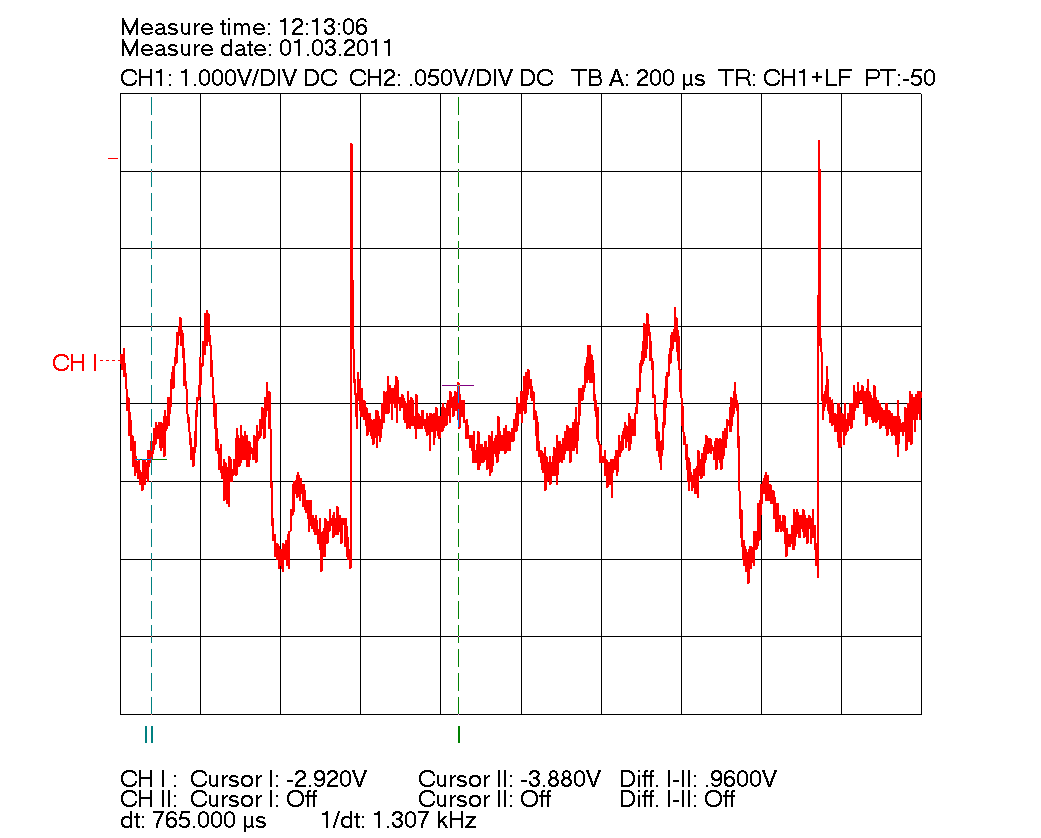 Measure time: 12:13:06
Measure date: 01.03.2011
CH1: 1.000V/DIV DC CH2: .050V/DIV DC TB A: 200 µs TR: CH1+LF PT:-50
CH I
II I
CH I : Cursor I: -2.920V Cursor II: -3.880V Diff. I-II: .9600V
CH II: Cursor I: Off Cursor II: Off Diff. I-II: Off
dt: 765.000 µs 1/dt: 1.307 kHz